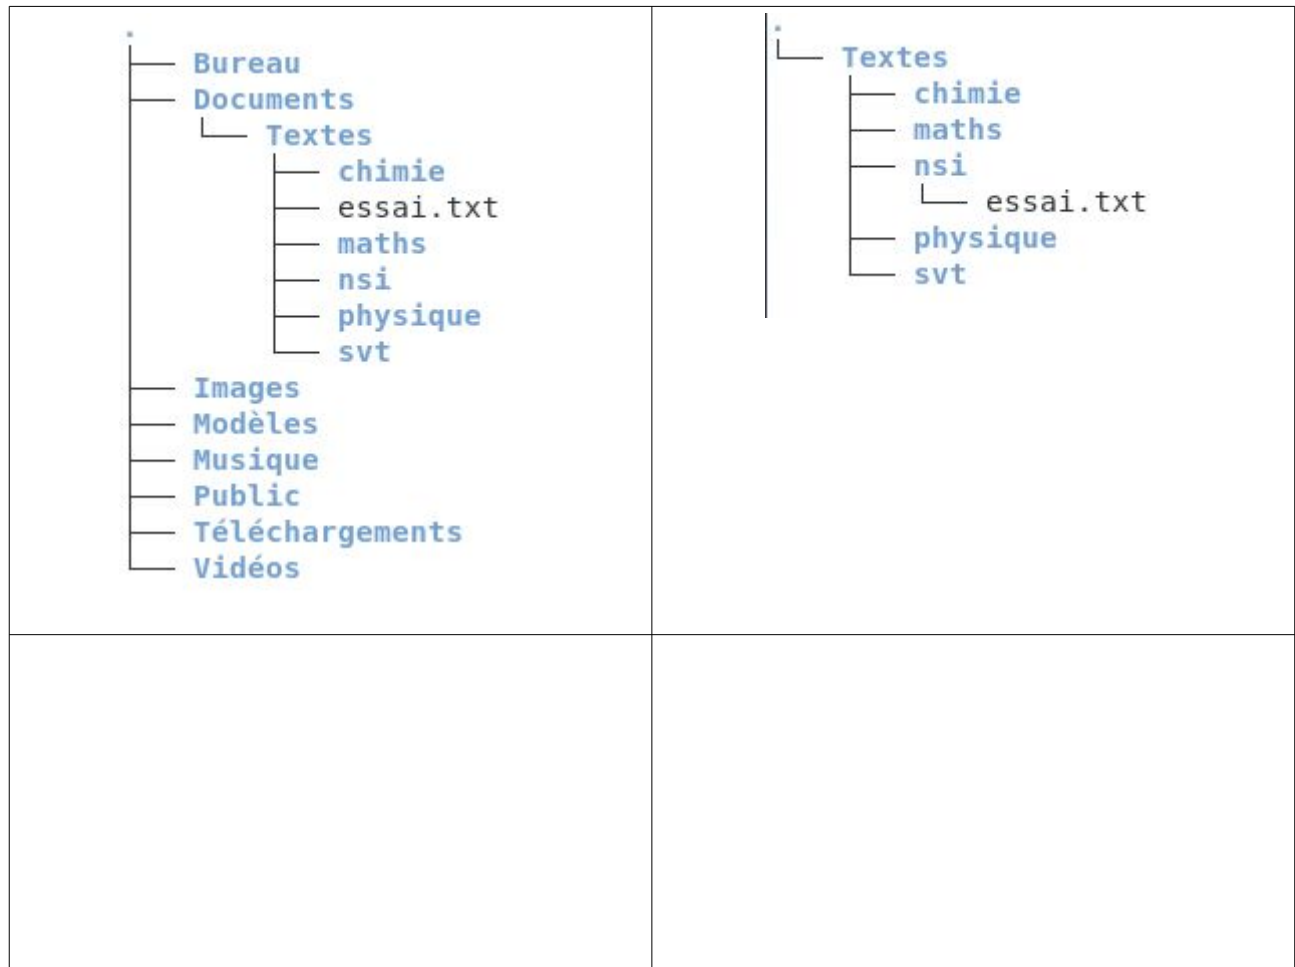 .
Bureau
Documents
Textes
chimie
essai.txt
maths
nsi
physique
svt
Images
Modèles
Musique
Public
Téléchargements
Vidéos
.
Textes
chimie
maths
nsi
essai.txt
physique
svt